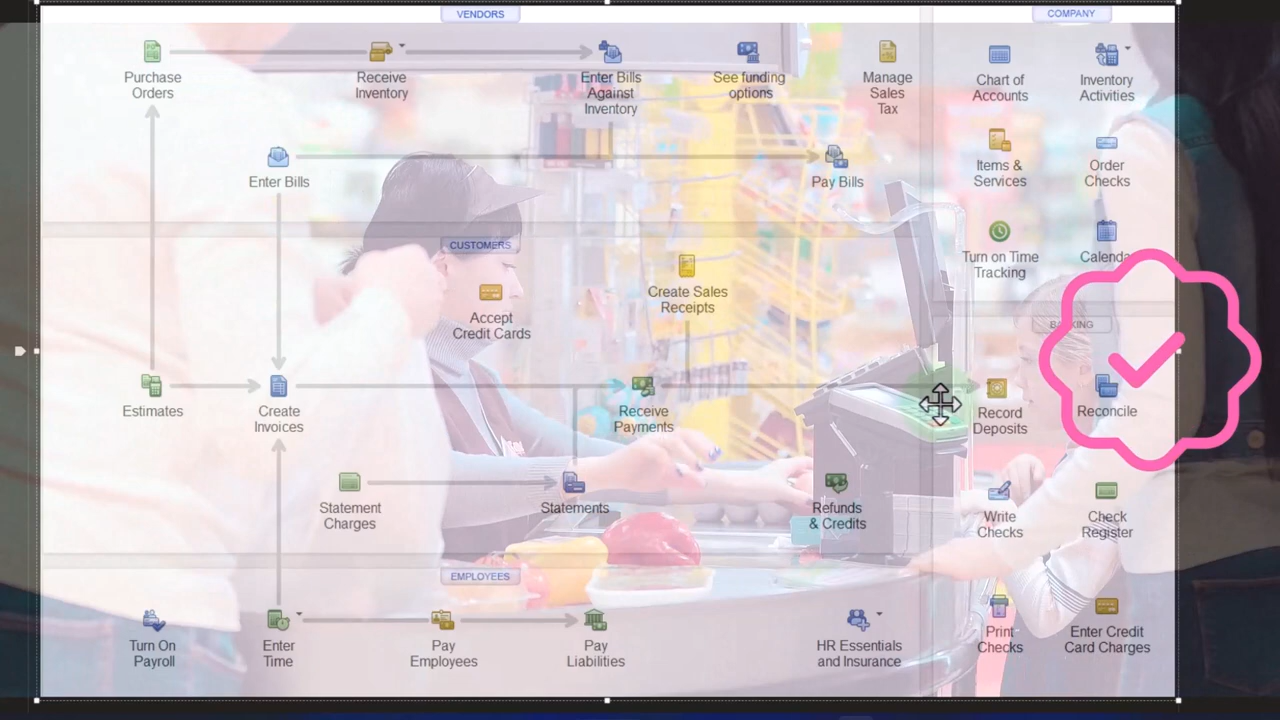 VENDORS
COMPANY
Purchase
Orders
Receive
Inventory
Enter Bills
Against
Inventory
See funding
options
Manage
Sales
Tax
Chart of
Accounts
Inventory
Activities
Enter Bills
Pay Bills
Items &
Services
Order
Checks
CUSTOMERS
Turn on Time
Tracking
Calenda
Accept
Credit Cards
Create Sales
Receipts
BANKING
Estimates
Create
Invoices
Receive
Payments
Record
Deposits
Reconcile
Statement
Charges
Statements
Refunds
& Credits
Write
Checks
Check
Register
EMPLOYEES
Turn On
Payroll
Enter
Time
Pay
Employees
Pay
Liabilities
HR Essentials
and Insurance
Print
Checks
Enter Credit
Card Charges